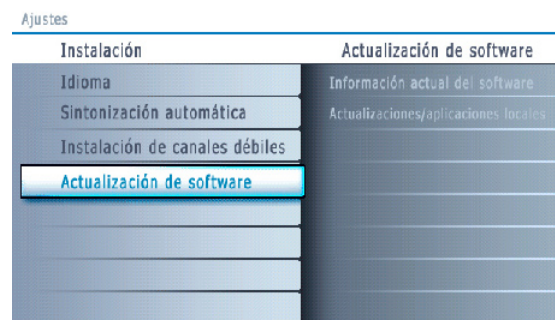 Ajustes
Instalación
Idioma
Sintonización automática
Instalación de canales débiles
Actualización de software
Actualización de software
Información actual del software
Actualizaciones/aplicaciones locales